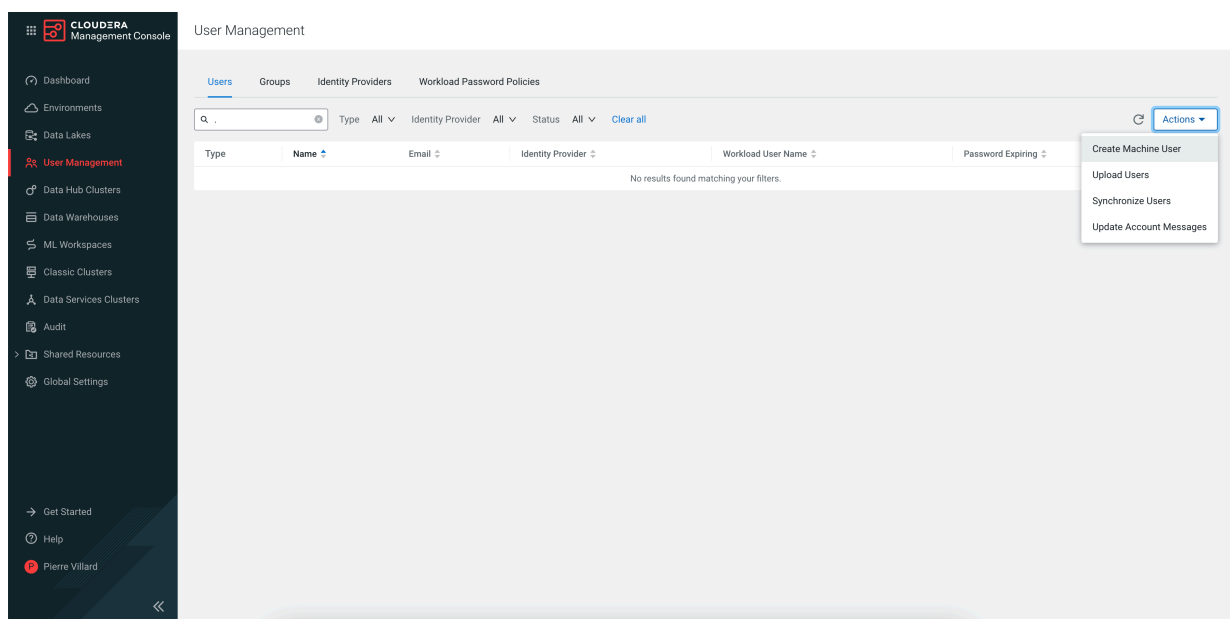 CLOUDERA
Management Console
Dashboard
Environments
Data Lakes
User Management
Data Hub Clusters
Data Warehouses
ML Workspaces
Classic Clusters
Data Services Clusters
Audit
Shared Resources
Global Settings
Get Started
Help
P Pierre Villard
User Management
Users Groups Identity Providers Workload Password Policies
. Type All Identity Provider All Status All Clear all Actions
Type Name Email Identity Provider Workload User Name Password Expiring
No results found matching your filters.
Create Machine User
Upload Users
Synchronize Users
Update Account Messages